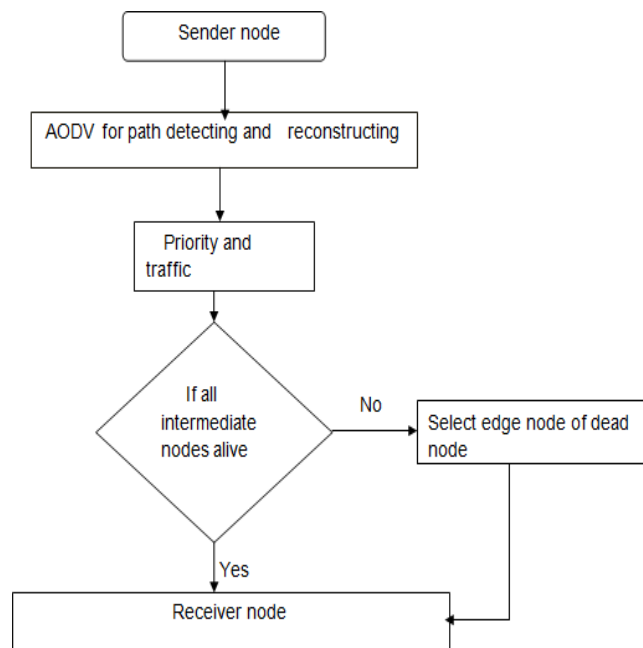 Sender node
AODV for path detecting and reconstructing
Priority and
traffic
If all
intermediate
nodes alive
No
Select edge node of dead
node
Yes
Receiver node